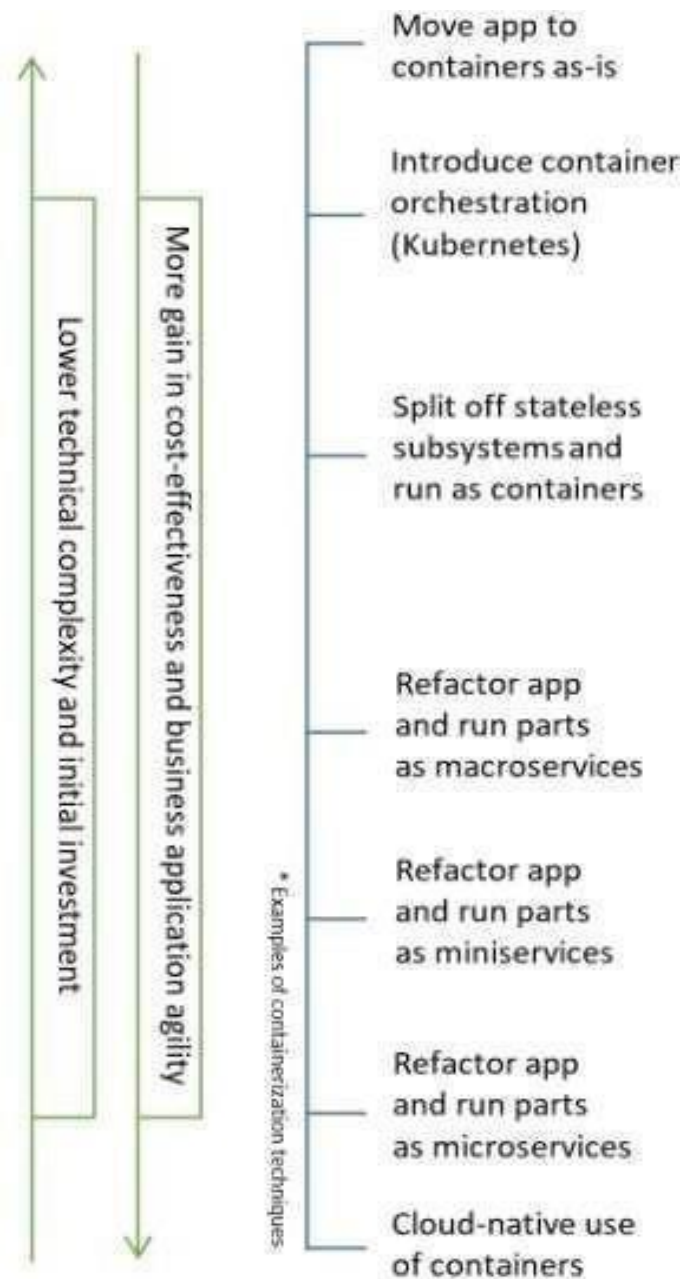 Move app to
containers as-is
Introduce container
orchestration
(Kubernetes)
Split off stateless
subsystems and
run as containers
Refactor app
and run parts
as macroservices
Refactor app
and run parts
as miniservices
Refactor app
and run parts
as microservices
Cloud-native use
of containers
Lower technical complexity and initial investment
More gain in cost-effectiveness and business application agility
* Examples of containerization techniques